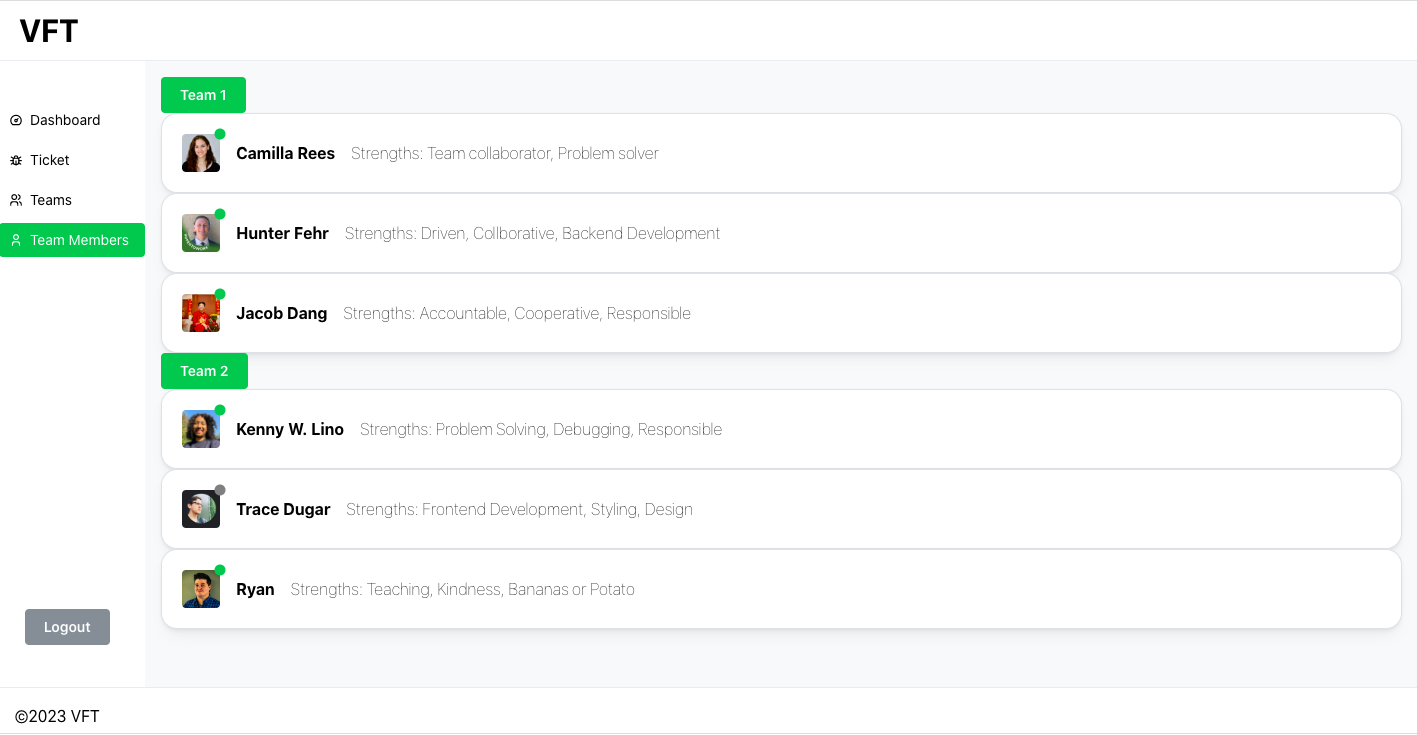 VFT
Dashboard
Ticket
Teams
Team Members
Logout
Team 1
Camilla Rees Strengths: Team collaborator, Problem solver
Hunter Fehr Strengths: Driven, Collborative, Backend Development
Jacob Dang Strengths: Accountable, Cooperative, Responsible
Team 2
Kenny W. Lino Strengths: Problem Solving, Debugging, Responsible
Trace Dugar Strengths: Frontend Development, Styling, Design
Ryan Strengths: Teaching, Kindness, Bananas or Potato
©2023 VFT